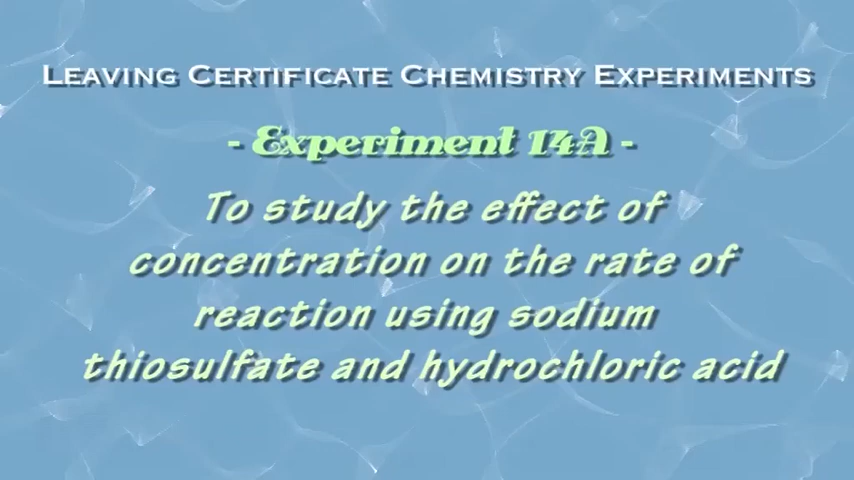 Leaving Certificate Chemistry Experiments
- Experiment 14A -
To study the effect of
concentration on the rate of
reaction using sodium
thiosulfate and hydrochloric acid